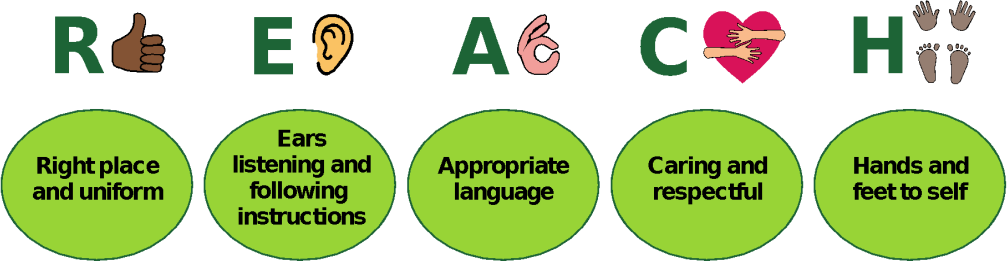 R E A C H
Right place
and uniform
Ears
listening and
following
instructions
Appropriate
language
Caring and
respectful
Hands and
feet to self